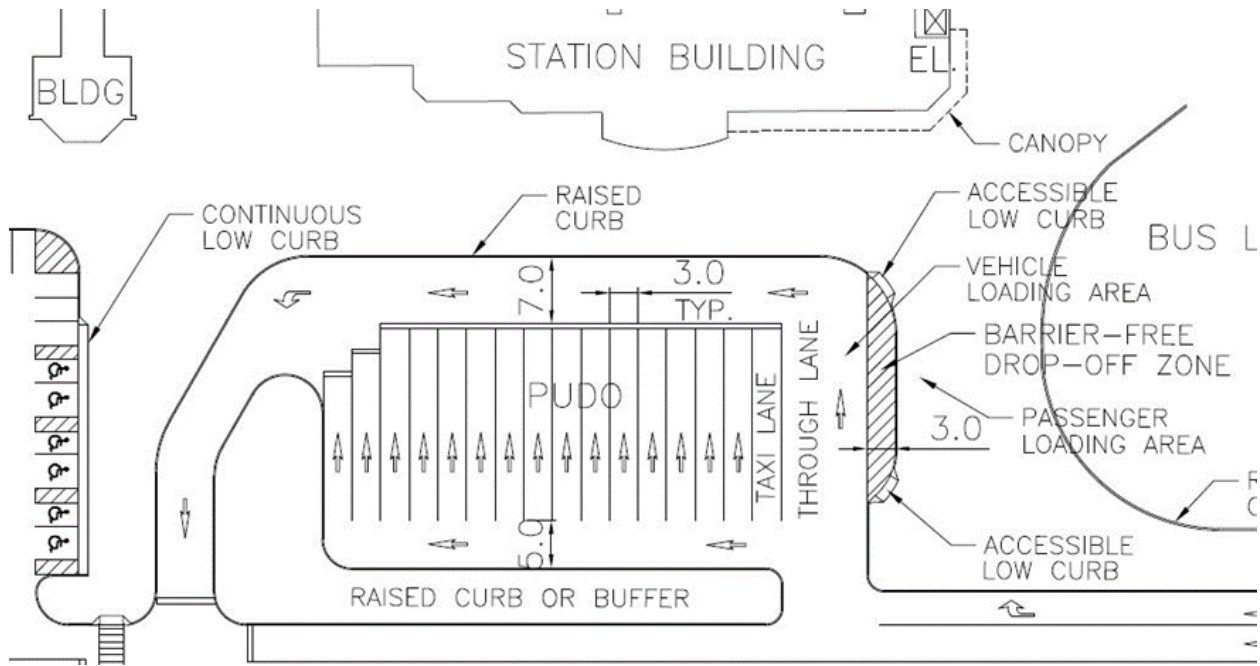 STATION BUILDING
EL.
BLDG
CANOPY
RAISED
CURB
ACCESSIBLE
LOW CURB
CONTINUOUS
LOW CURB
BUS L
7.0
3.0
TYP.
VEHICLE
LOADING AREA
BARRIER-FREE
DROP-OFF ZONE
PUDO
TAXI LANE
THROUGH LANE
3.0
PASSENGER
LOADING AREA
R
C
6.0
ACCESSIBLE
LOW CURB
RAISED CURB OR BUFFER